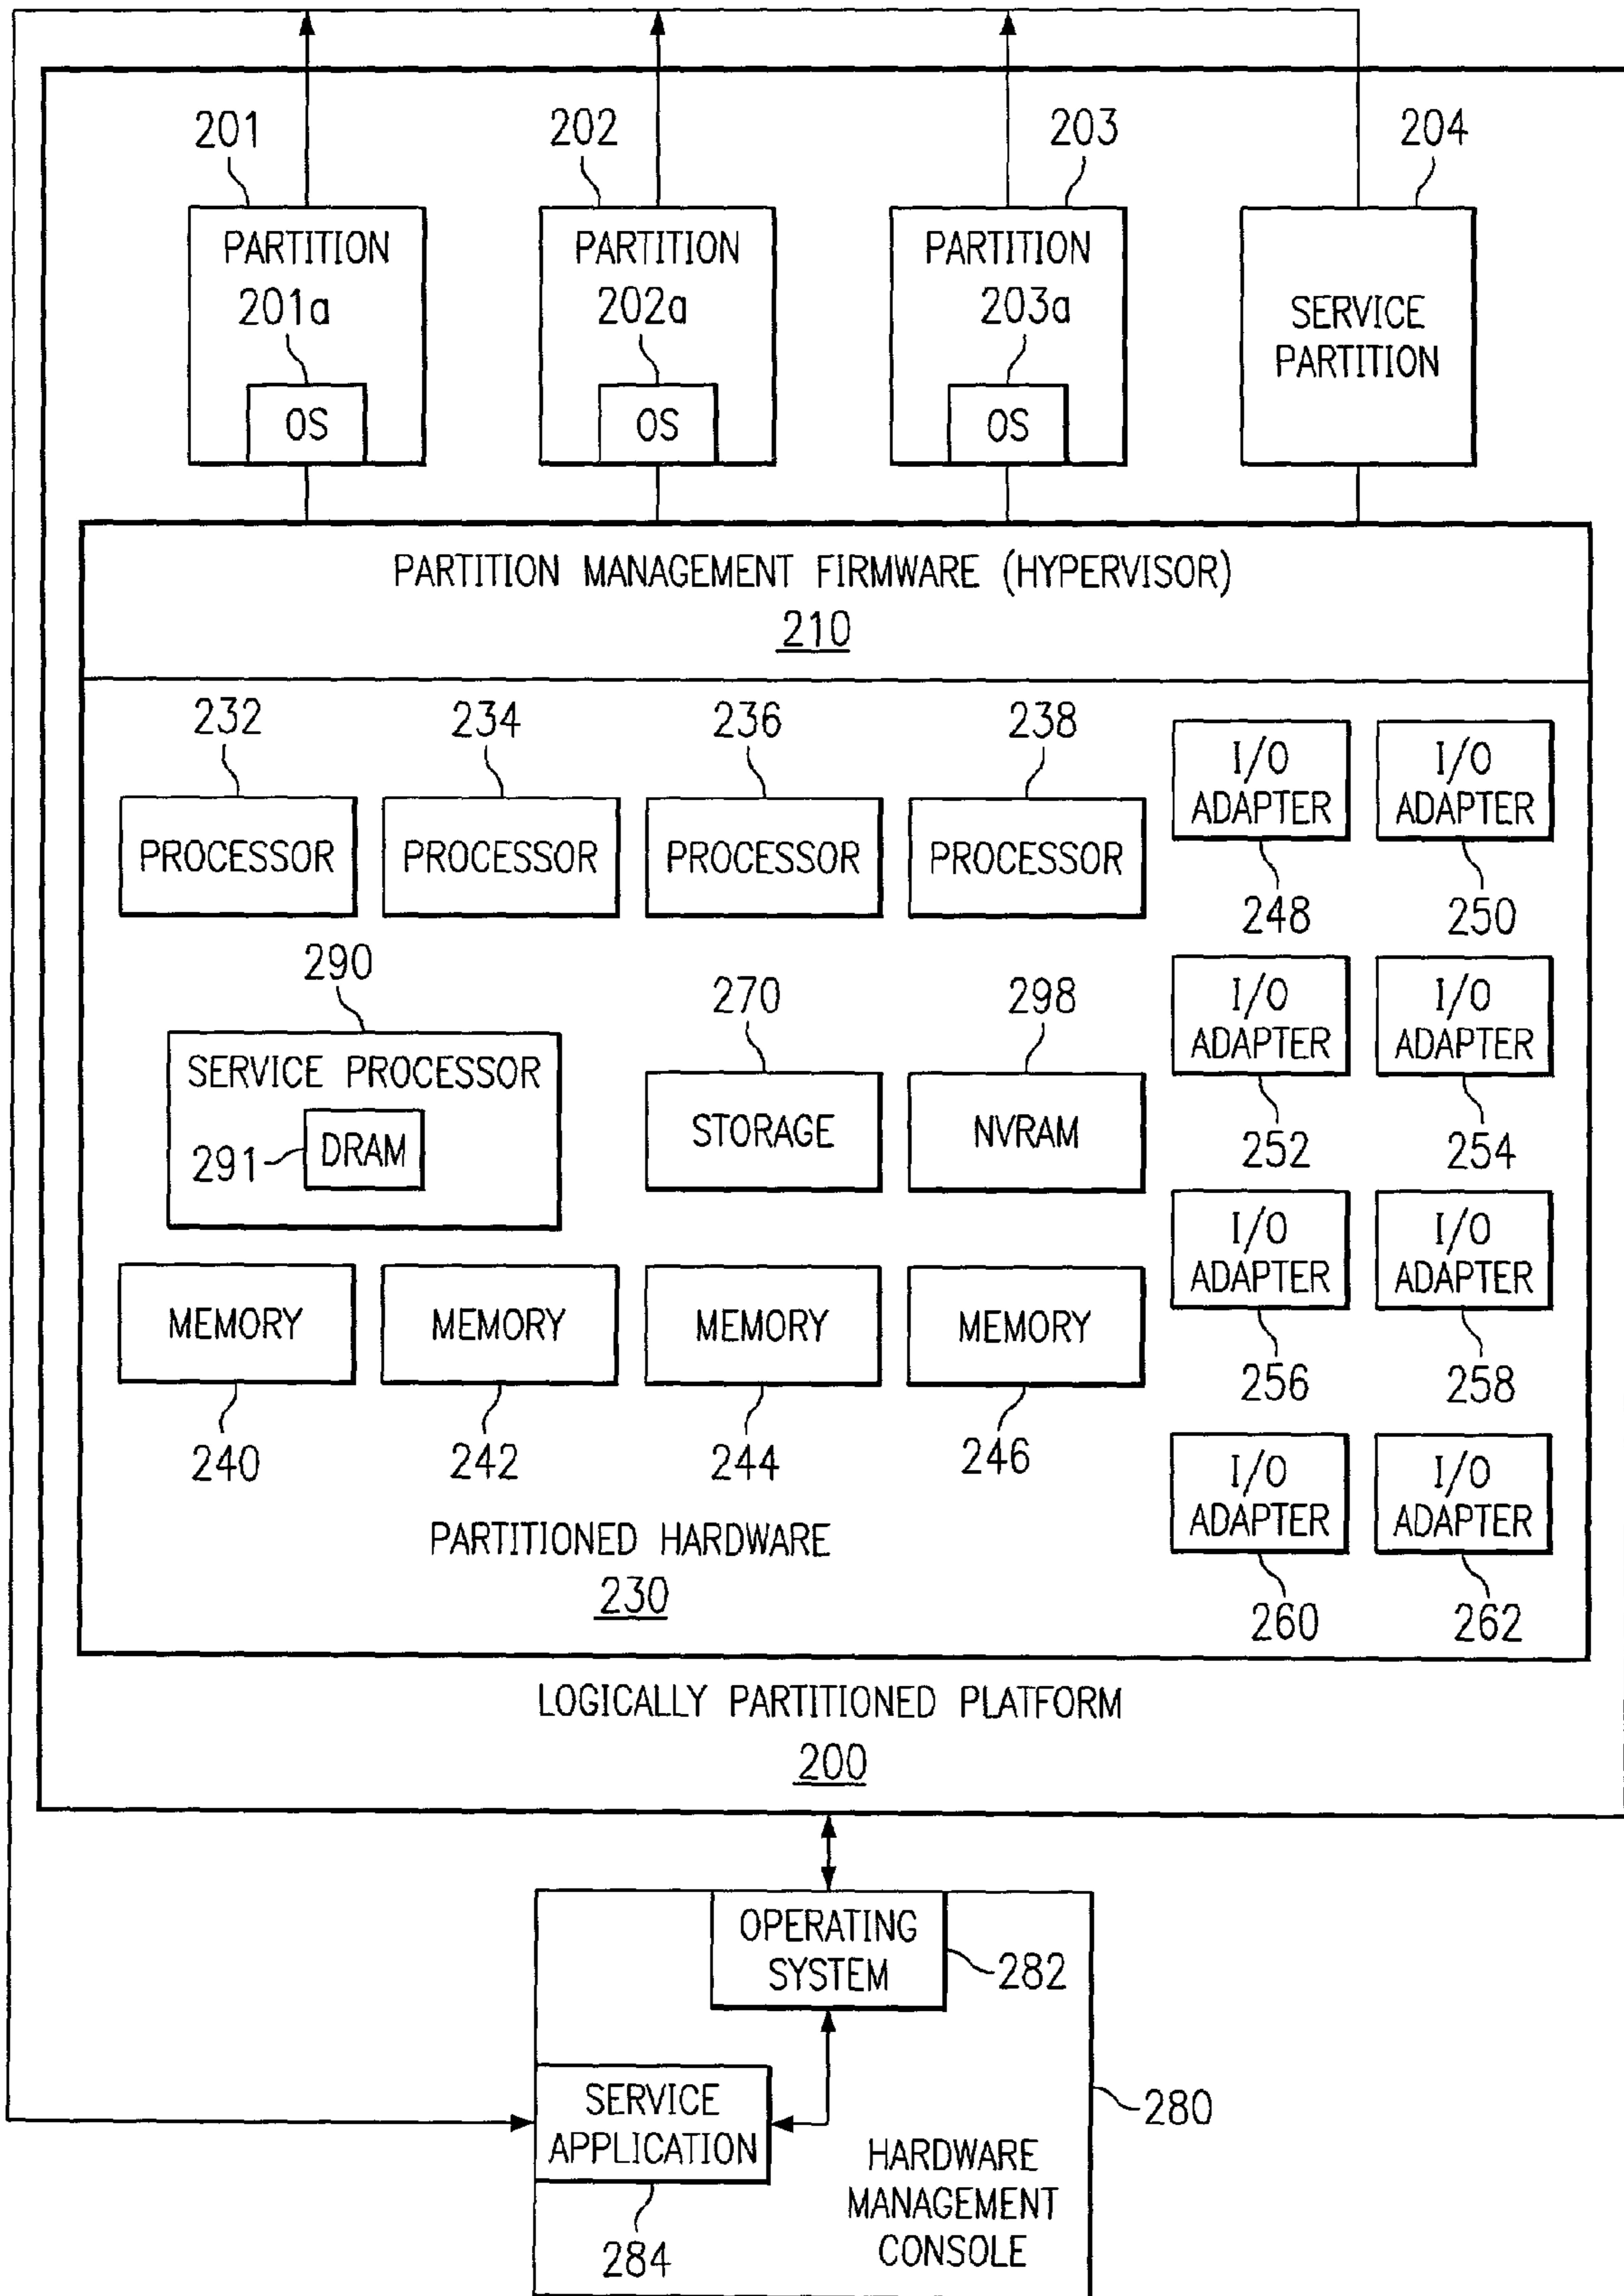 201
202
203
204
PARTITION
PARTITION
PARTITION
201a
202a
203a
SERVICE
PARTITION
OS
OS
OS
PARTITION MANAGEMENT FIRMWARE (HYPERVISOR)
210
232
234
236
238
PROCESSOR
PROCESSOR
PROCESSOR
PROCESSOR
I/O
ADAPTER
I/O
ADAPTER
248
250
290
SERVICE PROCESSOR
291
DRAM
270
STORAGE
298
NVRAM
I/O
ADAPTER
I/O
ADAPTER
252
254
MEMORY
MEMORY
MEMORY
MEMORY
240
242
244
246
I/O
ADAPTER
I/O
ADAPTER
256
258
I/O
ADAPTER
I/O
ADAPTER
260
262
PARTITIONED HARDWARE
230
LOGICALLY PARTITIONED PLATFORM
200
OPERATING
SYSTEM
282
SERVICE
APPLICATION
284
280
HARDWARE
MANAGEMENT
CONSOLE